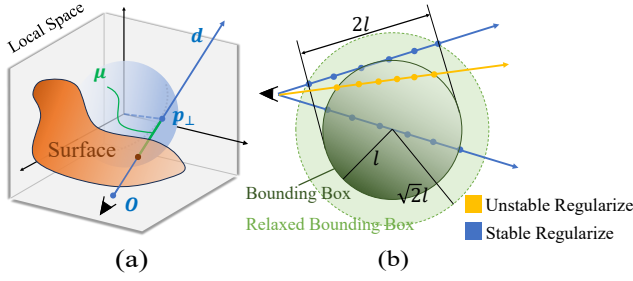 Local Space
d
μ
p⊥
Surface
O
(a)
2l
l
√2l
Bounding Box
Relaxed Bounding Box
Unstable Regularize
Stable Regularize
(b)